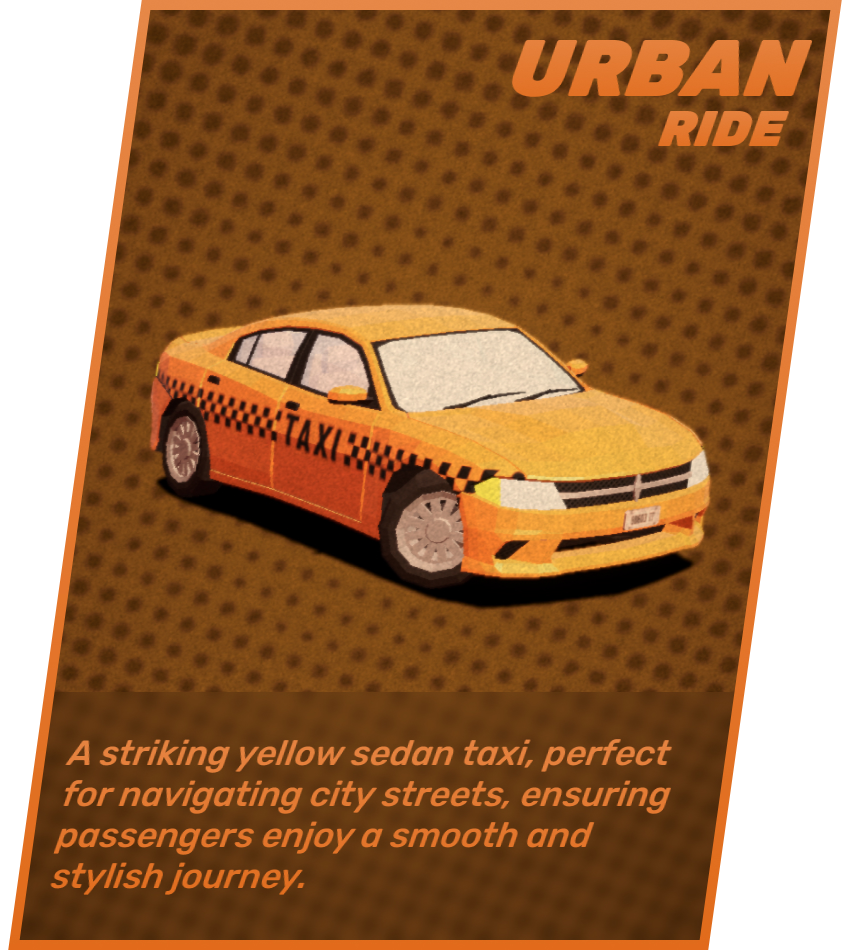 URBAN
RIDE
TAXI
A striking yellow sedan taxi, perfect
for navigating city streets, ensuring
passengers enjoy a smooth and
stylish journey.